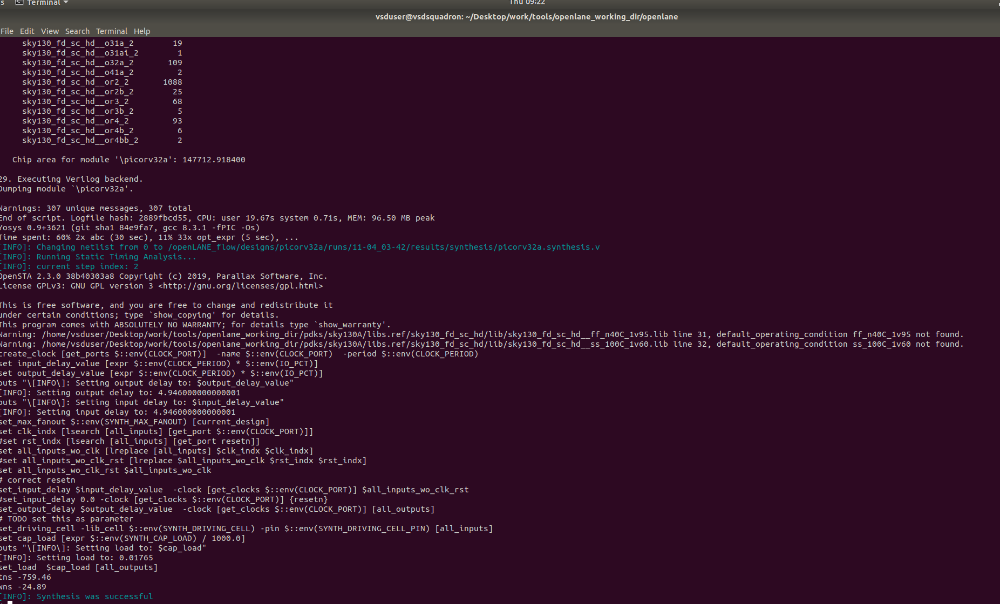 s Terminal
Thu 09:22
vsduser@vsdsquadron: ~/Desktop/work/tools/openlane_working_dir/openlane
File Edit View Search Terminal Help
sky130_fd_sc_hd__o31a_2 19
sky130_fd_sc_hd__o31ai_2 1
sky130_fd_sc_hd__o32a_2 109
sky130_fd_sc_hd__o41a_2 2
sky130_fd_sc_hd__or2_2 1088
sky130_fd_sc_hd__or2b_2 25
sky130_fd_sc_hd__or3_2 68
sky130_fd_sc_hd__or3b_2 5
sky130_fd_sc_hd__or4_2 93
sky130_fd_sc_hd__or4b_2 6
sky130_fd_sc_hd__or4bb_2 2
Chip area for module '\picorv32a': 147712.918400
29. Executing Verilog backend.
Dumping module `\picorv32a'.
Warnings: 307 unique messages, 307 total
End of script. Logfile hash: 2889fbcd55, CPU: user 19.67s system 0.71s, MEM: 96.50 MB peak
Yosys 0.9+3621 (git sha1 84e9fa7, gcc 8.3.1 -fPIC -Os)
Time spent: 60% 2x abc (30 sec), 11% 33x opt_expr (5 sec), ...
[INFO]: Changing netlist from 0 to /openLANE_flow/designs/picorv32a/runs/11-04_03-42/results/synthesis/picorv32a.synthesis.v
[INFO]: Running Static Timing Analysis...
[INFO]: current step index: 2
OpenSTA 2.3.0 38b40303a8 Copyright (c) 2019, Parallax Software, Inc.
License GPLv3: GNU GPL version 3 <http://gnu.org/licenses/gpl.html>
This is free software, and you are free to change and redistribute it
under certain conditions; type `show_copying' for details.
This program comes with ABSOLUTELY NO WARRANTY; for details type `show_warranty'.
Warning: /home/vsduser/Desktop/work/tools/openlane_working_dir/pdks/sky130A/libs.ref/sky130_fd_sc_hd/lib/sky130_fd_sc_hd__ff_n40C_1v95.lib line 31, default_operating_condition ff_n40C_1v95 not found.
Warning: /home/vsduser/Desktop/work/tools/openlane_working_dir/pdks/sky130A/libs.ref/sky130_fd_sc_hd/lib/sky130_fd_sc_hd__ss_100C_1v60.lib line 32, default_operating_condition ss_100C_1v60 not found.
create_clock [get_ports $::env(CLOCK_PORT)]  -name $::env(CLOCK_PORT)  -period $::env(CLOCK_PERIOD)
set input_delay_value [expr $::env(CLOCK_PERIOD) * $::env(IO_PCT)]
set output_delay_value [expr $::env(CLOCK_PERIOD) * $::env(IO_PCT)]
puts "\[INFO\]: Setting output delay to: $output_delay_value"
[INFO]: Setting output delay to: 4.946000000000001
puts "\[INFO\]: Setting input delay to: $input_delay_value"
[INFO]: Setting input delay to: 4.946000000000001
set_max_fanout $::env(SYNTH_MAX_FANOUT) [current_design]
set clk_indx [lsearch [all_inputs] [get_port $::env(CLOCK_PORT)]]
#set rst_indx [lsearch [all_inputs] [get_port resetn]]
set all_inputs_wo_clk [lreplace [all_inputs] $clk_indx $clk_indx]
#set all_inputs_wo_clk_rst [lreplace $all_inputs_wo_clk $rst_indx $rst_indx]
set all_inputs_wo_clk_rst $all_inputs_wo_clk
# correct resetn
set_input_delay $input_delay_value  -clock [get_clocks $::env(CLOCK_PORT)] $all_inputs_wo_clk_rst
#set_input_delay 0.0 -clock [get_clocks $::env(CLOCK_PORT)] {resetn}
set_output_delay $output_delay_value  -clock [get_clocks $::env(CLOCK_PORT)] [all_outputs]
# TODO set this as parameter
set_driving_cell -lib_cell $::env(SYNTH_DRIVING_CELL) -pin $::env(SYNTH_DRIVING_CELL_PIN) [all_inputs]
set cap_load [expr $::env(SYNTH_CAP_LOAD) / 1000.0]
puts "\[INFO\]: Setting load to: $cap_load"
[INFO]: Setting load to: 0.01765
set_load  $cap_load [all_outputs]
tns -759.46
wns -24.89
[INFO]: Synthesis was successful